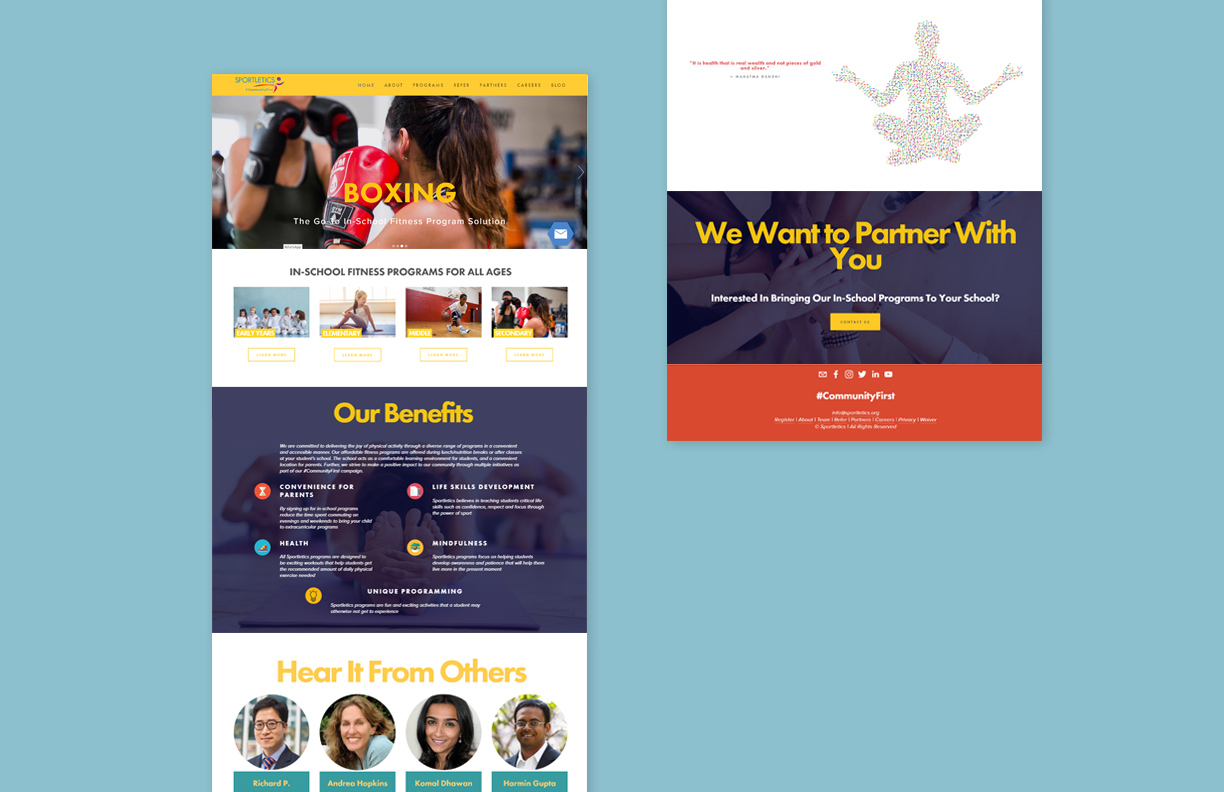 SPORTLETICS
HOME ABOUT PROGRAMS REFER PARTNERS CAREERS BLOG
BOXING
The Go-To In-School Fitness Program Solution
IN-SCHOOL FITNESS PROGRAMS FOR ALL AGES
EARLY YEARS ELEMENTARY MIDDLE SECONDARY
LEARN MORE LEARN MORE LEARN MORE LEARN MORE
Our Benefits
We are committed to delivering the joy of physical activity through a diverse range of programs in a convenient
and accessible manner. Our affordable fitness programs are offered during lunch/nutrition breaks or after classes
at your student's school. The school acts as a comfortable learning environment for students, and a convenient
location for parents. Further, we strive to make a positive impact to our community through multiple initiatives as
part of our #CommunityFirst campaign.
CONVENIENCE FOR
PARENTS
By signing up for in-school programs
reduce the time spent commuting on
evenings and weekends to bring your child
to extracurricular programs
LIFE SKILLS DEVELOPMENT
Sportletics believes in teaching students critical life
skills such as confidence, respect and focus through
the power of sport
HEALTH
All Sportletics programs are designed to
be exciting workouts that help students get
the recommended amount of daily physical
exercise needed
MINDFULNESS
Sportletics programs focus on helping students
develop awareness and patience that will help them
live more in the present moment
UNIQUE PROGRAMMING
Sportletics programs are fun and exciting activities that a student may
otherwise not get to experience
Hear It From Others
Richard P. Andrea Hopkins Komal Dhawan Harmin Gupta
"It is health that is real wealth and not pieces of gold
and silver."
— MAHATMA GANDHI
We Want to Partner With
You
Interested In Bringing Our In-School Programs To Your School?
CONTACT US
#CommunityFirst
info@sportletics.org
Register | About | Team | Refer | Partners | Careers | Privacy | Waiver
© Sportletics | All Rights Reserved